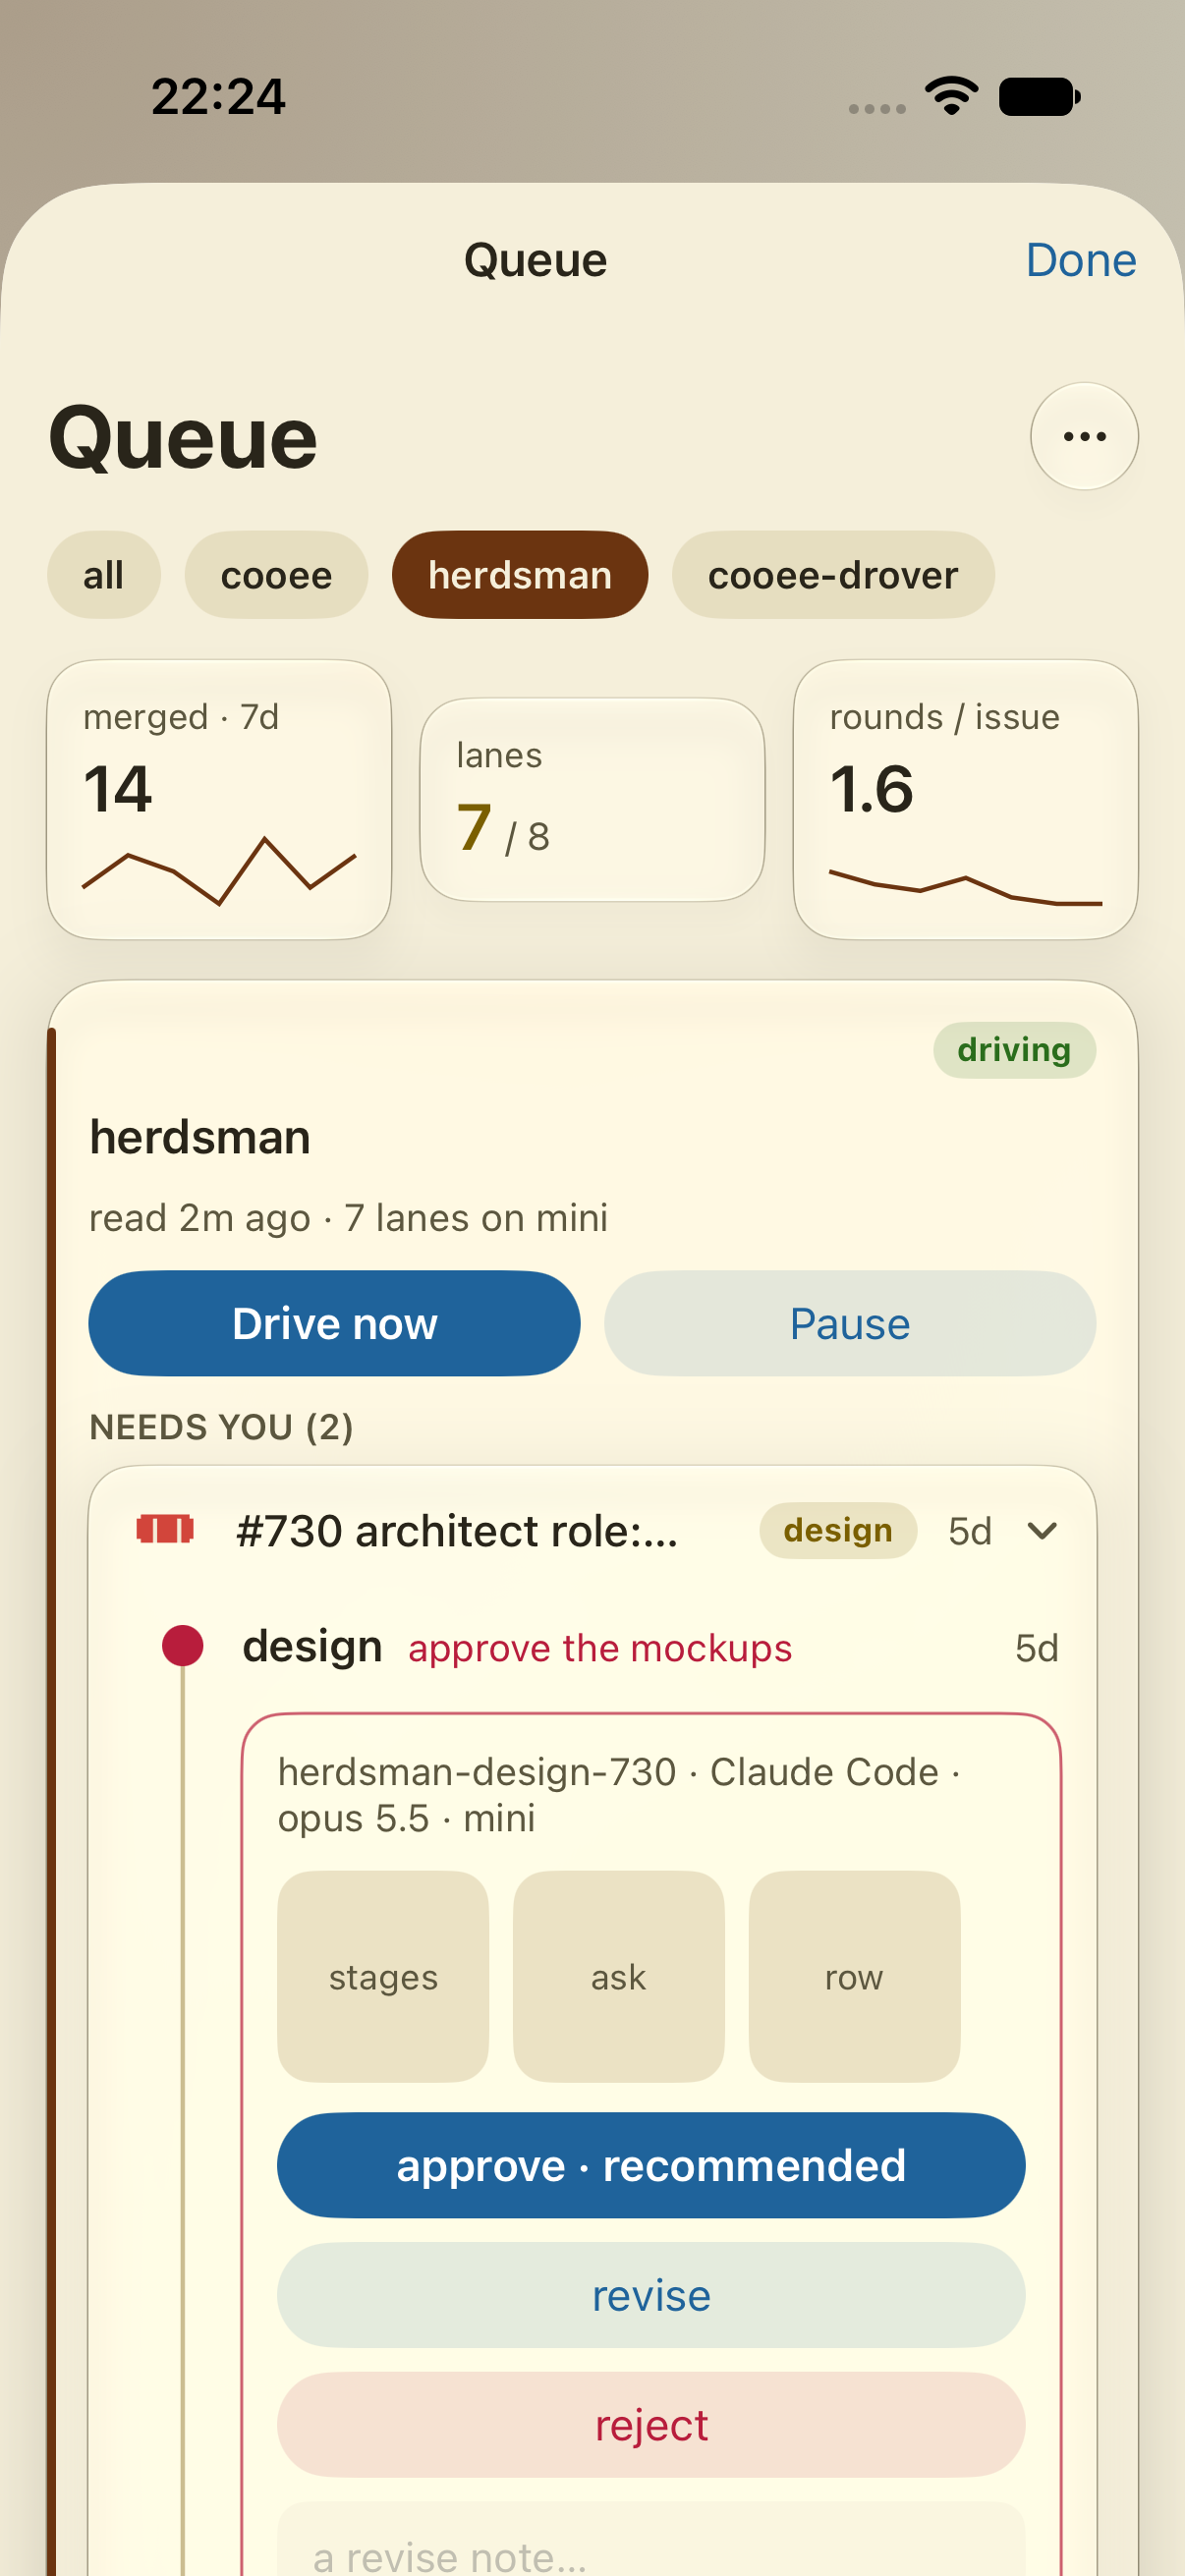 22:24
Queue
Done
Queue
all
cooee
herdsman
cooee-drover
merged · 7d
14
lanes
7 / 8
rounds / issue
1.6
driving
herdsman
read 2m ago · 7 lanes on mini
Drive now
Pause
NEEDS YOU (2)
#730 architect role:...
design
5d
design approve the mockups
5d
herdsman-design-730 · Claude Code ·
opus 5.5 · mini
stages
ask
row
approve · recommended
revise
reject
a revise note...